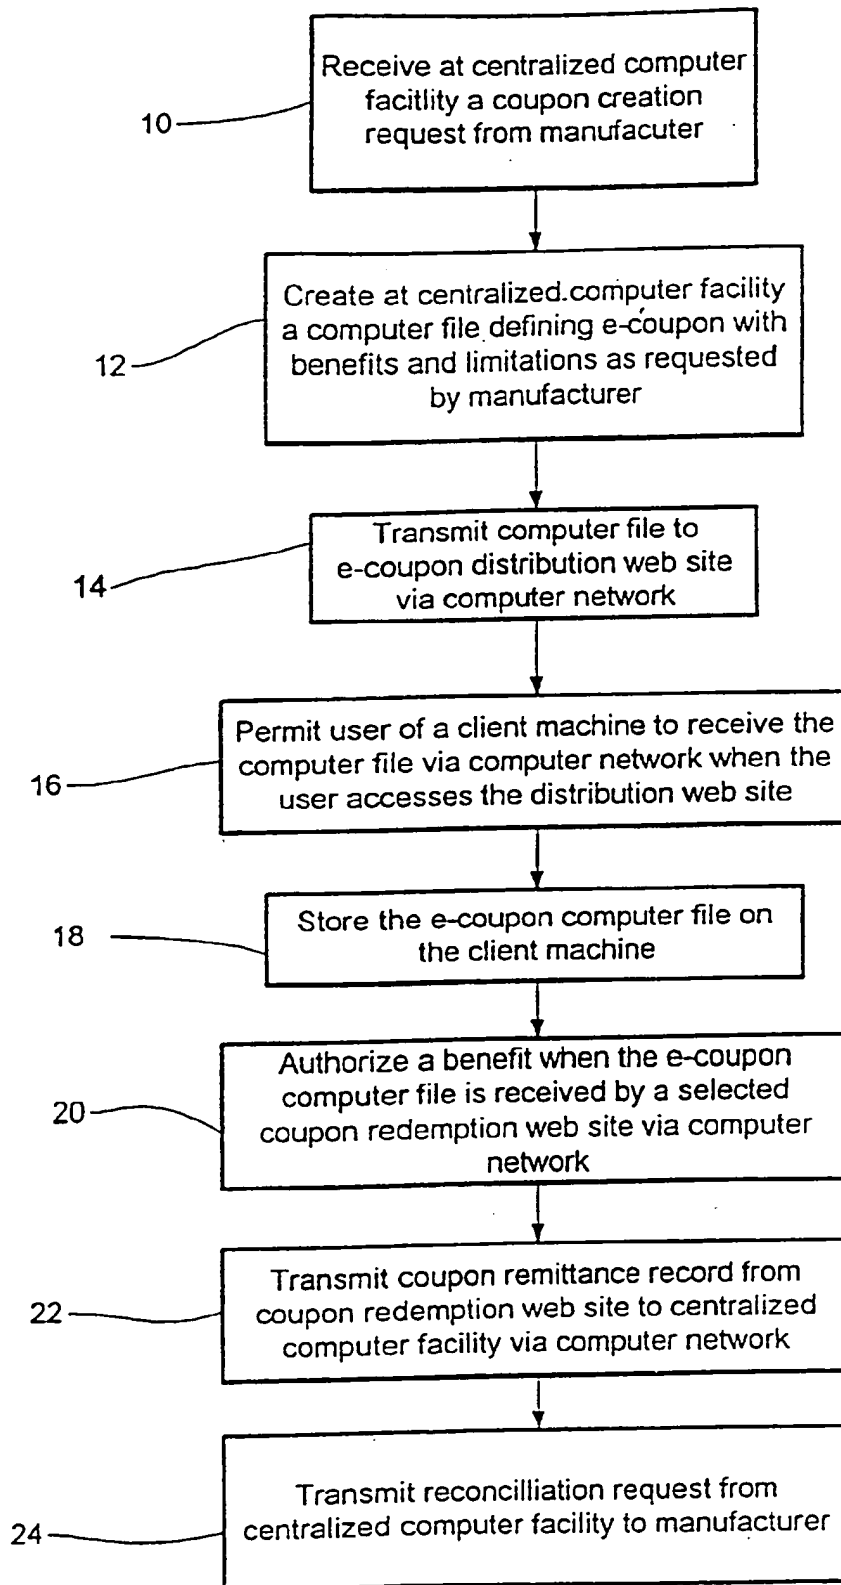 Receive at centralized computer
facitlity a coupon creation
request from manufacuter
10
Create at centralized computer facility
a computer file defining e-coupon with
benefits and limitations as requested
by manufacturer
12
Transmit computer file to
e-coupon distribution web site
via computer network
14
Permit user of a client machine to receive the
computer file via computer network when the
user accesses the distribution web site
16
Store the e-coupon computer file on
the client machine
18
Authorize a benefit when the e-coupon
computer file is received by a selected
coupon redemption web site via computer
network
20
Transmit coupon remittance record from
coupon redemption web site to centralized
computer facility via computer network
22
Transmit reconcilliation request from
centralized computer facility to manufacturer
24